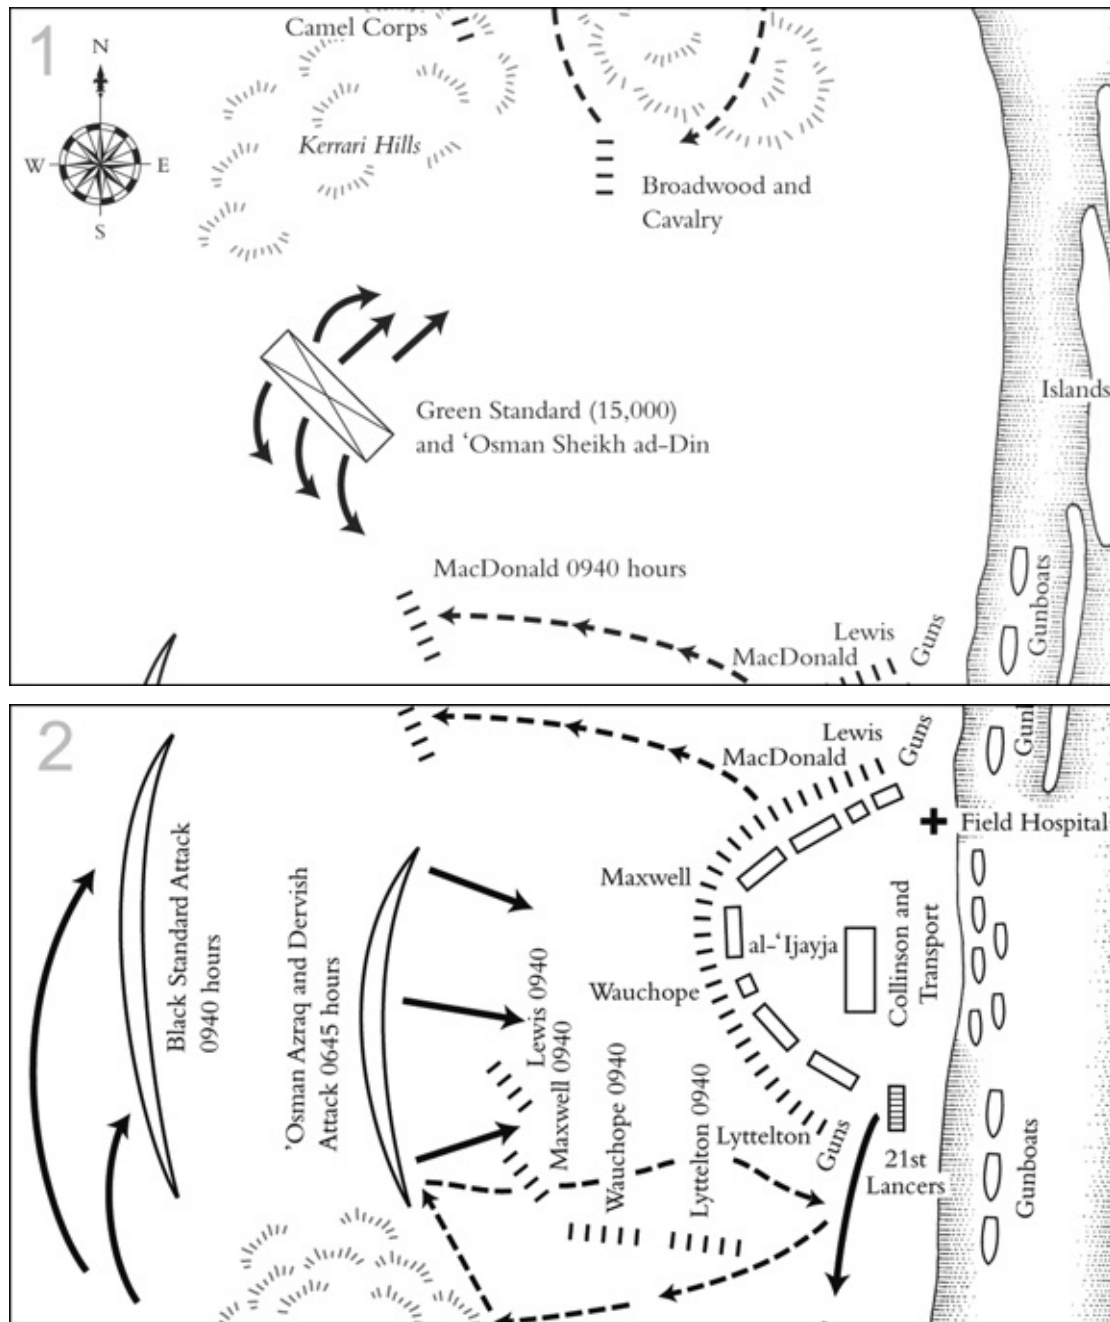 1
N
W
E
S
Camel Corps
Kerrari Hills
Broadwood and
Cavalry
Green Standard (15,000)
and ‘Osman Sheikh ad-Din
Islands
MacDonald 0940 hours
Lewis
MacDonald
Guns
Gunboats
2
Lewis
MacDonald
Guns
Field Hospital
Black Standard Attack
0940 hours
’Osman Azraq and Dervish
Attack 0645 hours
Maxwell
al-‘Ijayja
Collinson and
Transport
Wauchope
Lewis 0940
Maxwell 0940
Wauchope 0940
Lyttelton 0940
Lyttelton
Guns
21st
Lancers
Gunboats